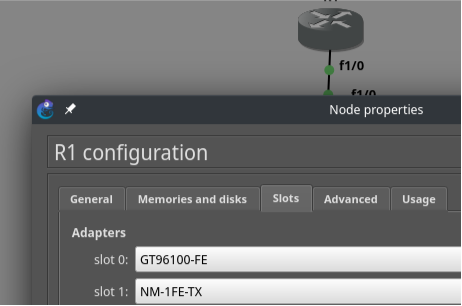 f1/0
f1/0
Node properties
R1 configuration
General Memories and disks Slots Advanced Usage
Adapters
slot 0: GT96100-FE
slot 1: NM-1FE-TX